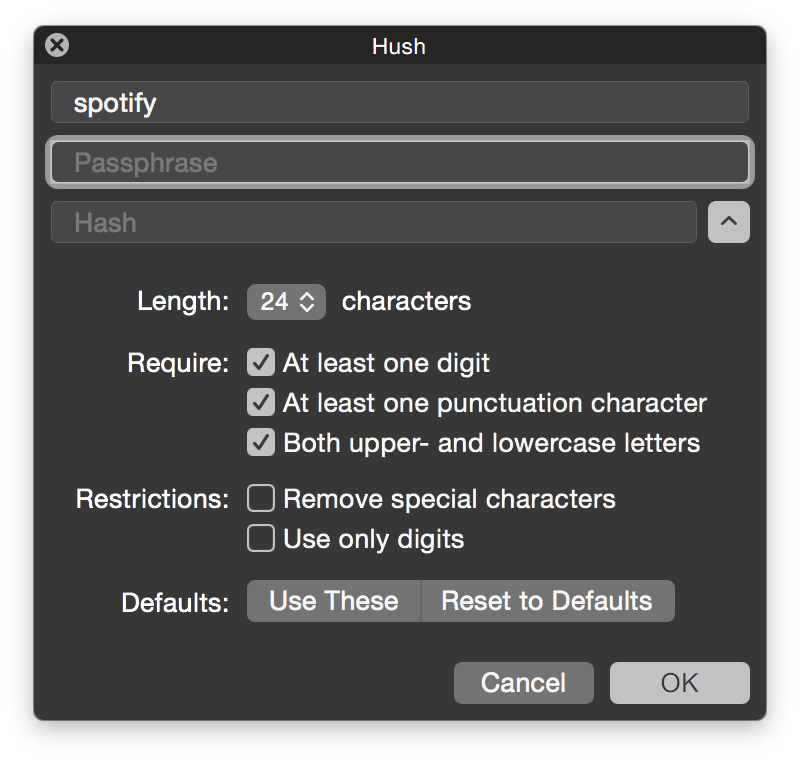 Hush
spotify
Passphrase
Hash
Length: 24 characters
Require: At least one digit
At least one punctuation character
Both upper- and lowercase letters
Restrictions: Remove special characters
Use only digits
Defaults: Use These Reset to Defaults
Cancel OK